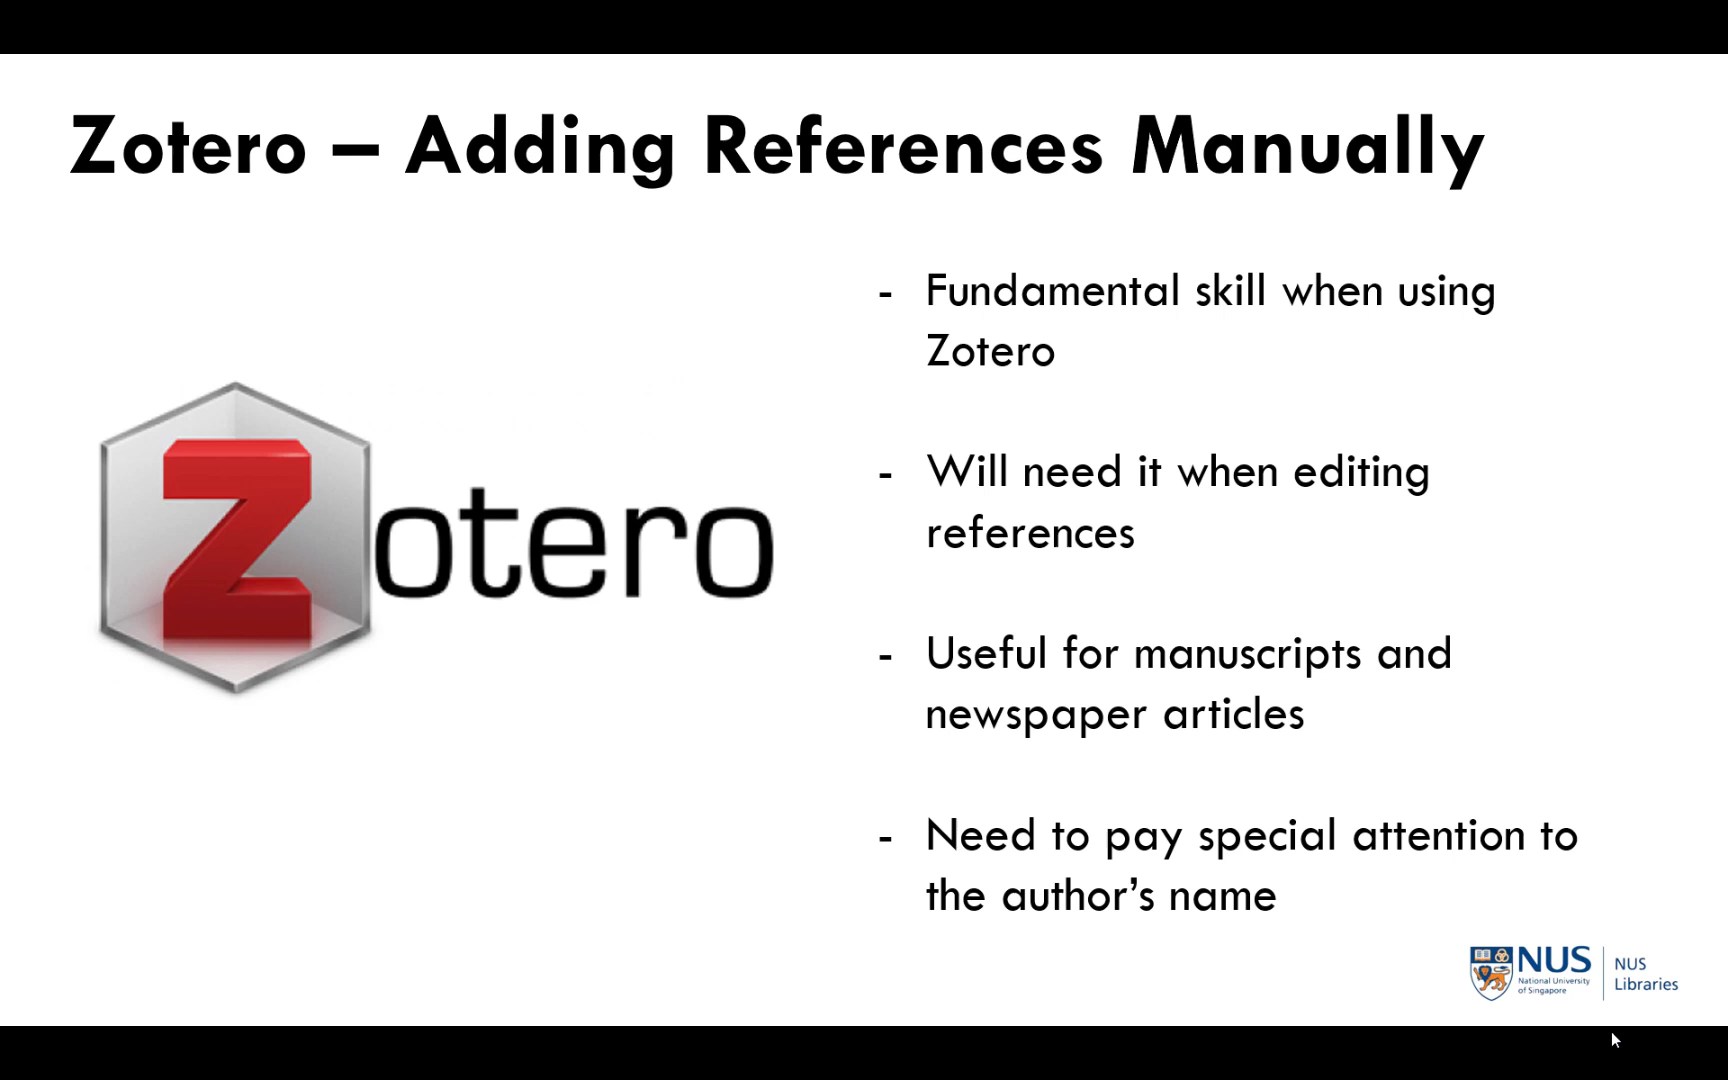 Zotero – Adding References Manually
Zotero
- Fundamental skill when using
Zotero
- Will need it when editing
references
- Useful for manuscripts and
newspaper articles
- Need to pay special attention to
the author’s name
NUS
National University
of Singapore
NUS
Libraries